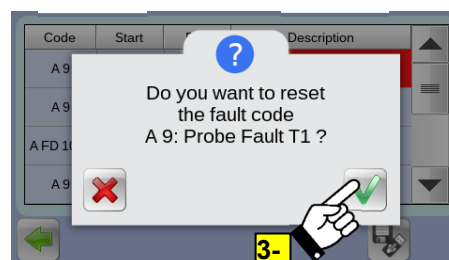 Code Start Description
A 9
?
Do you want to reset
the fault code
A 9: Probe Fault T1 ?
A 9
A FD 10
A 9
3-